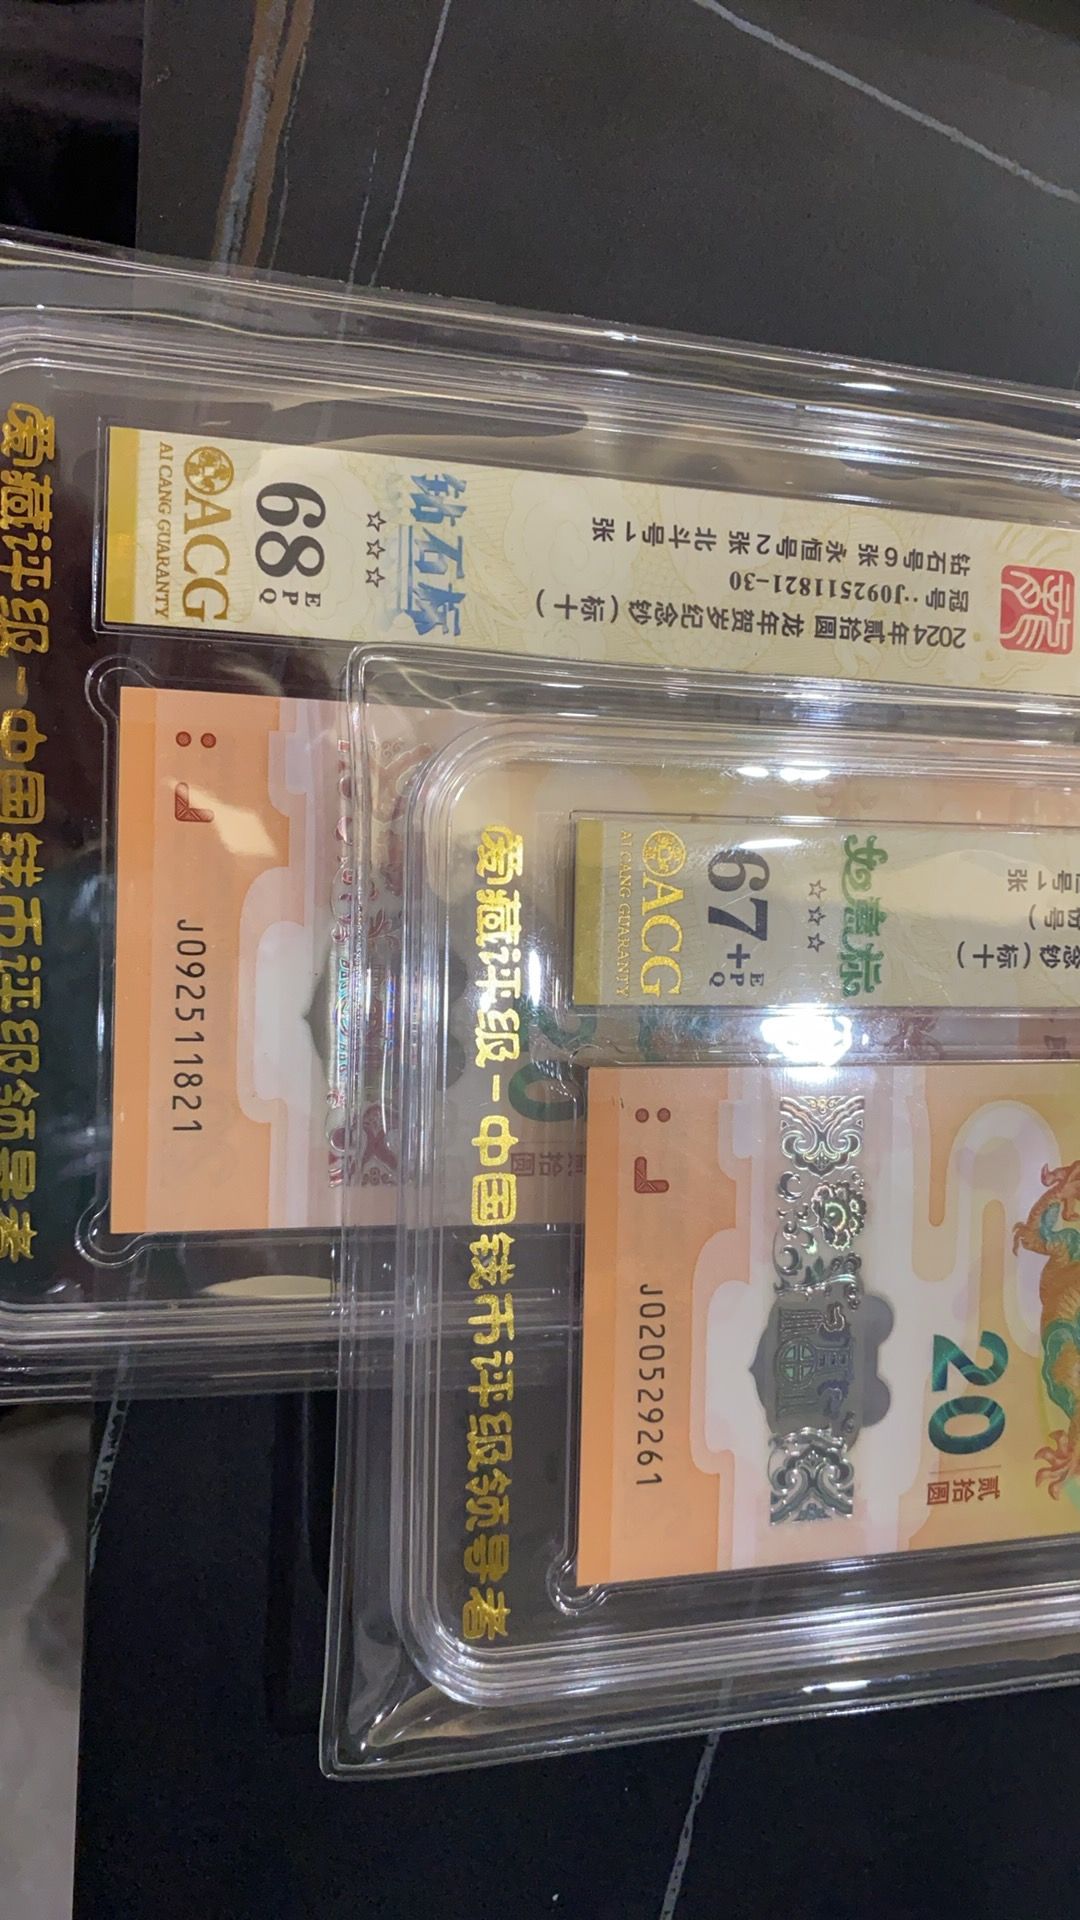 爱藏评级-中国钱币评级领导者
ACG
AI CANG GUARANTY
68
E
P
Q
☆☆☆
钻石标
2024年贰拾圆 龙年贺岁纪念钞(标十)
冠号:J092511821-30
钻石号6张 永恒号2张 北斗号1张
J092511821
20
贰拾圆
爱藏评级-中国钱币评级领导者
ACG
AI CANG GUARANTY
67+
E
P
Q
☆☆☆
念钞(标十)
号1张
J020529261
20
贰拾圆